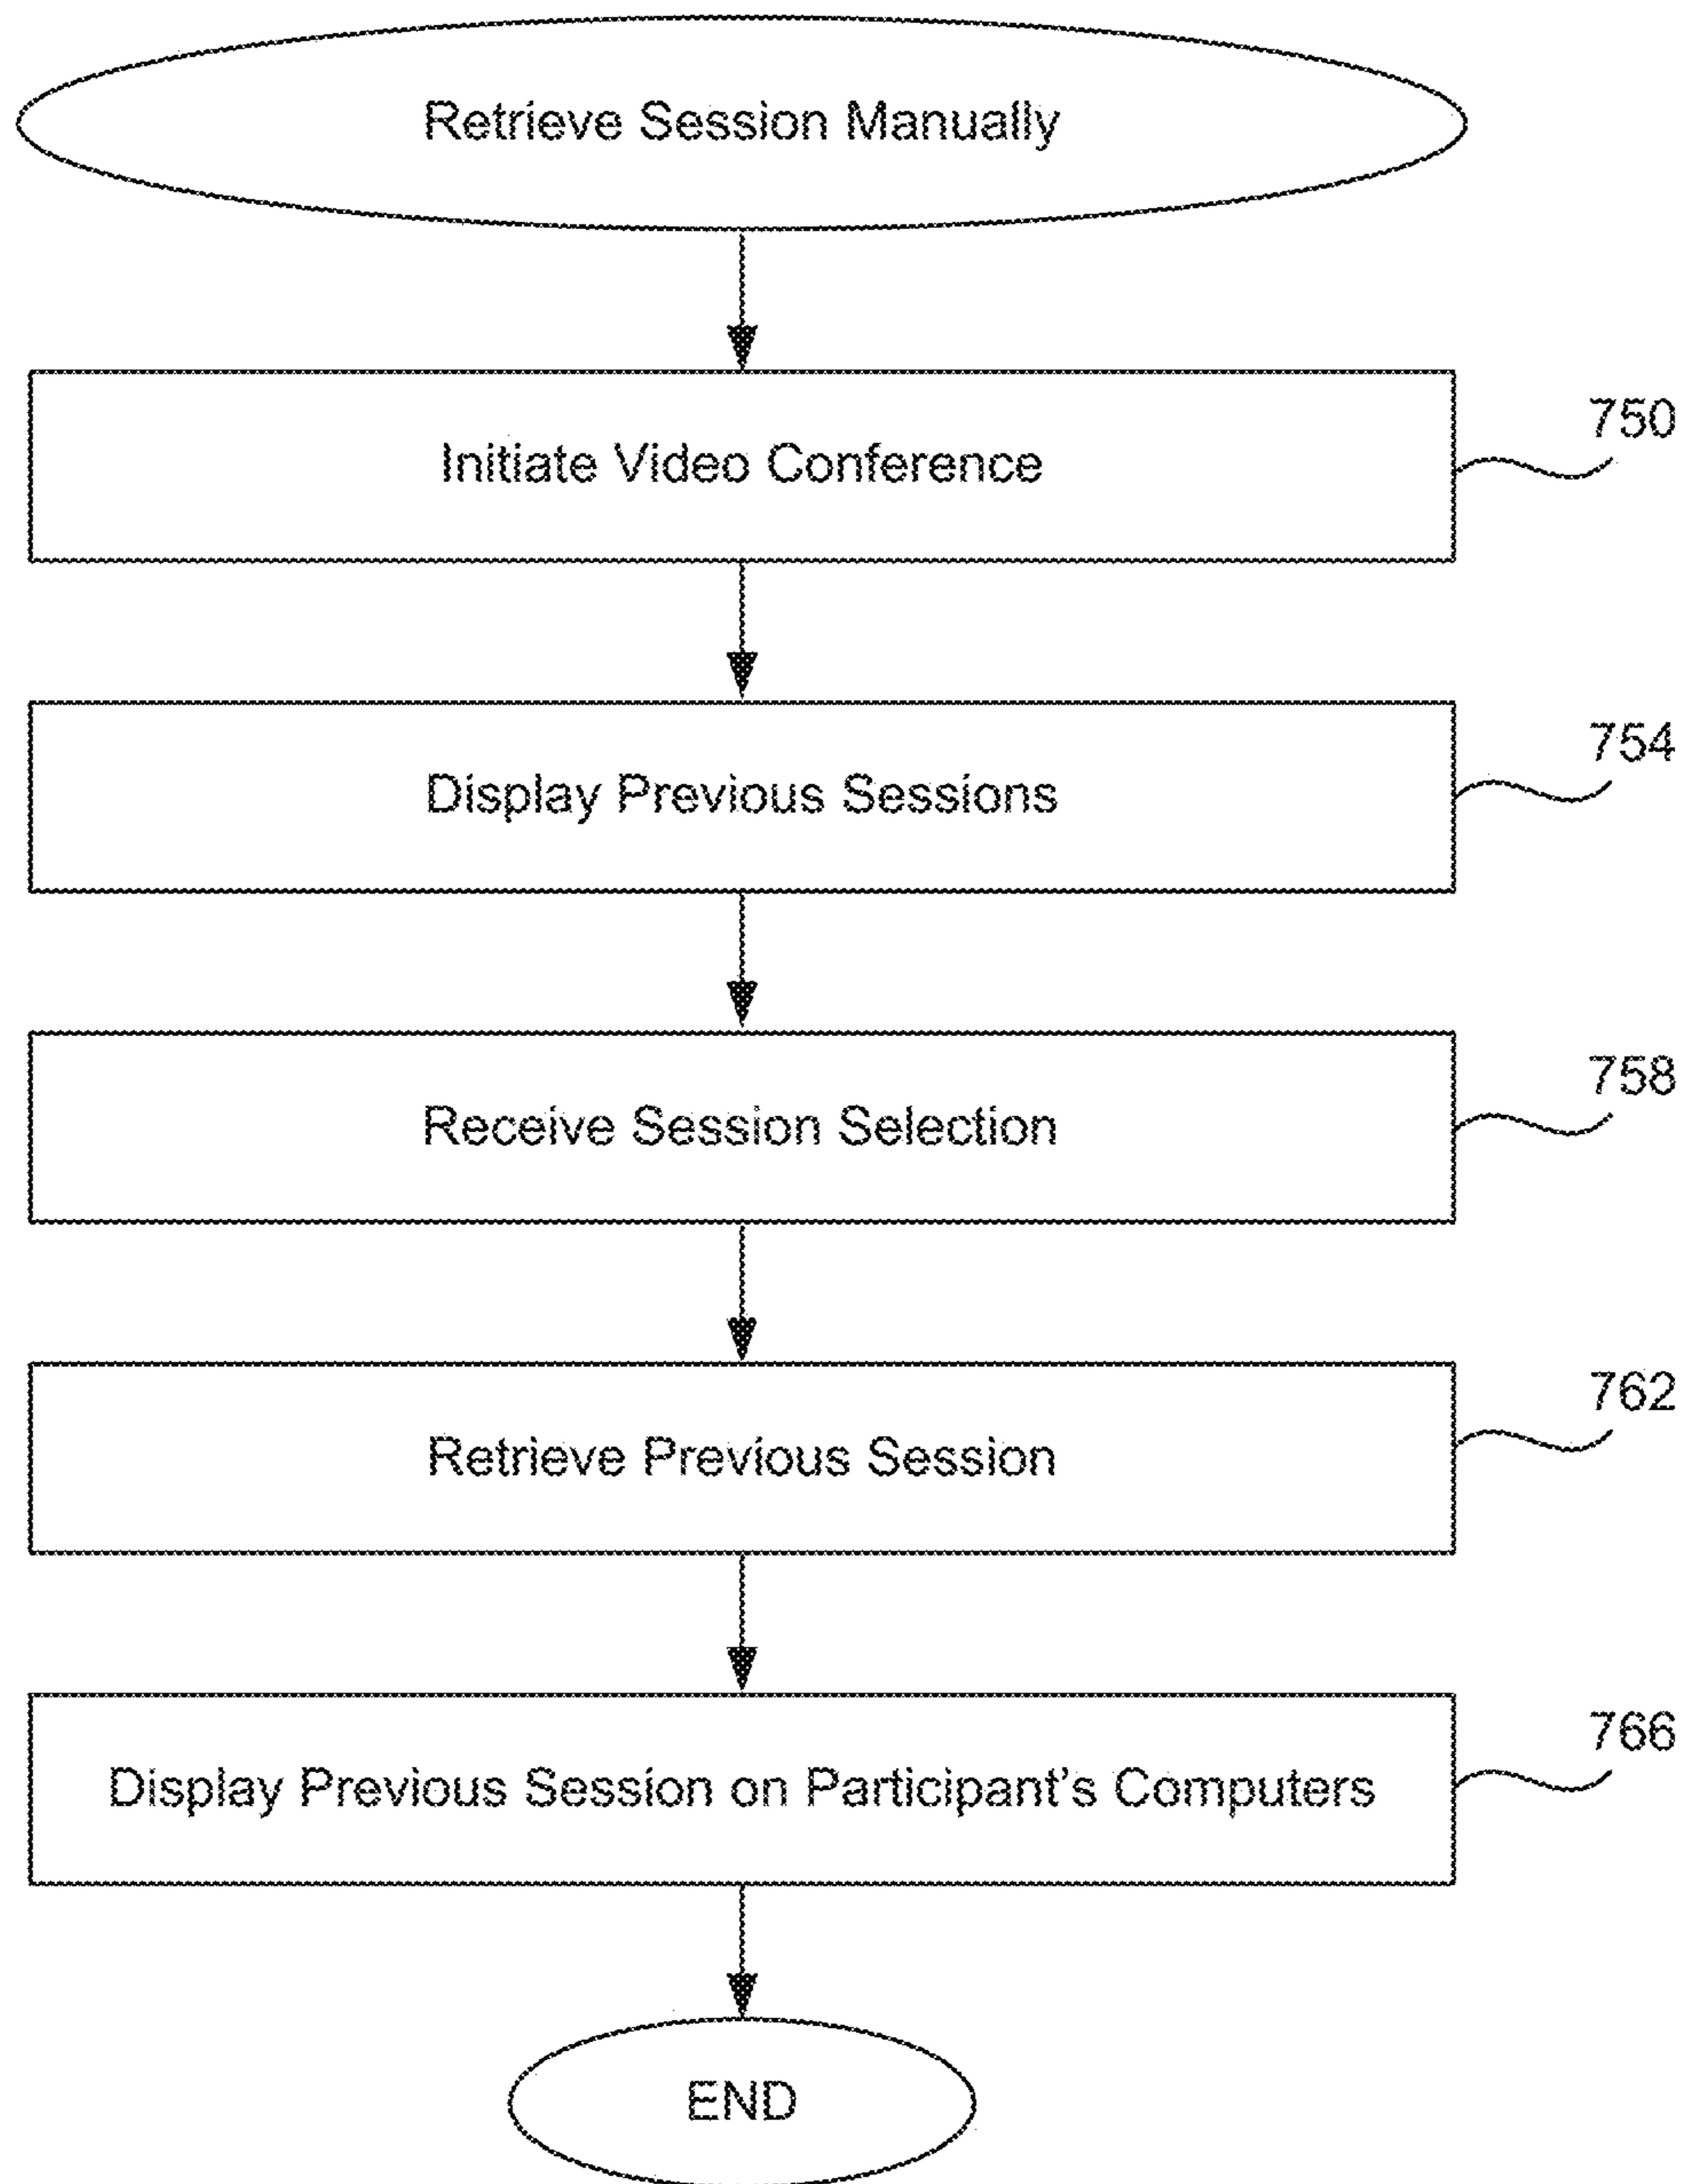 Retrieve Session Manually
750
Initiate Video Conference
754
Display Previous Sessions
758
Receive Session Selection
762
Retrieve Previous Session
766
Display Previous Session on Participant's Computers
END